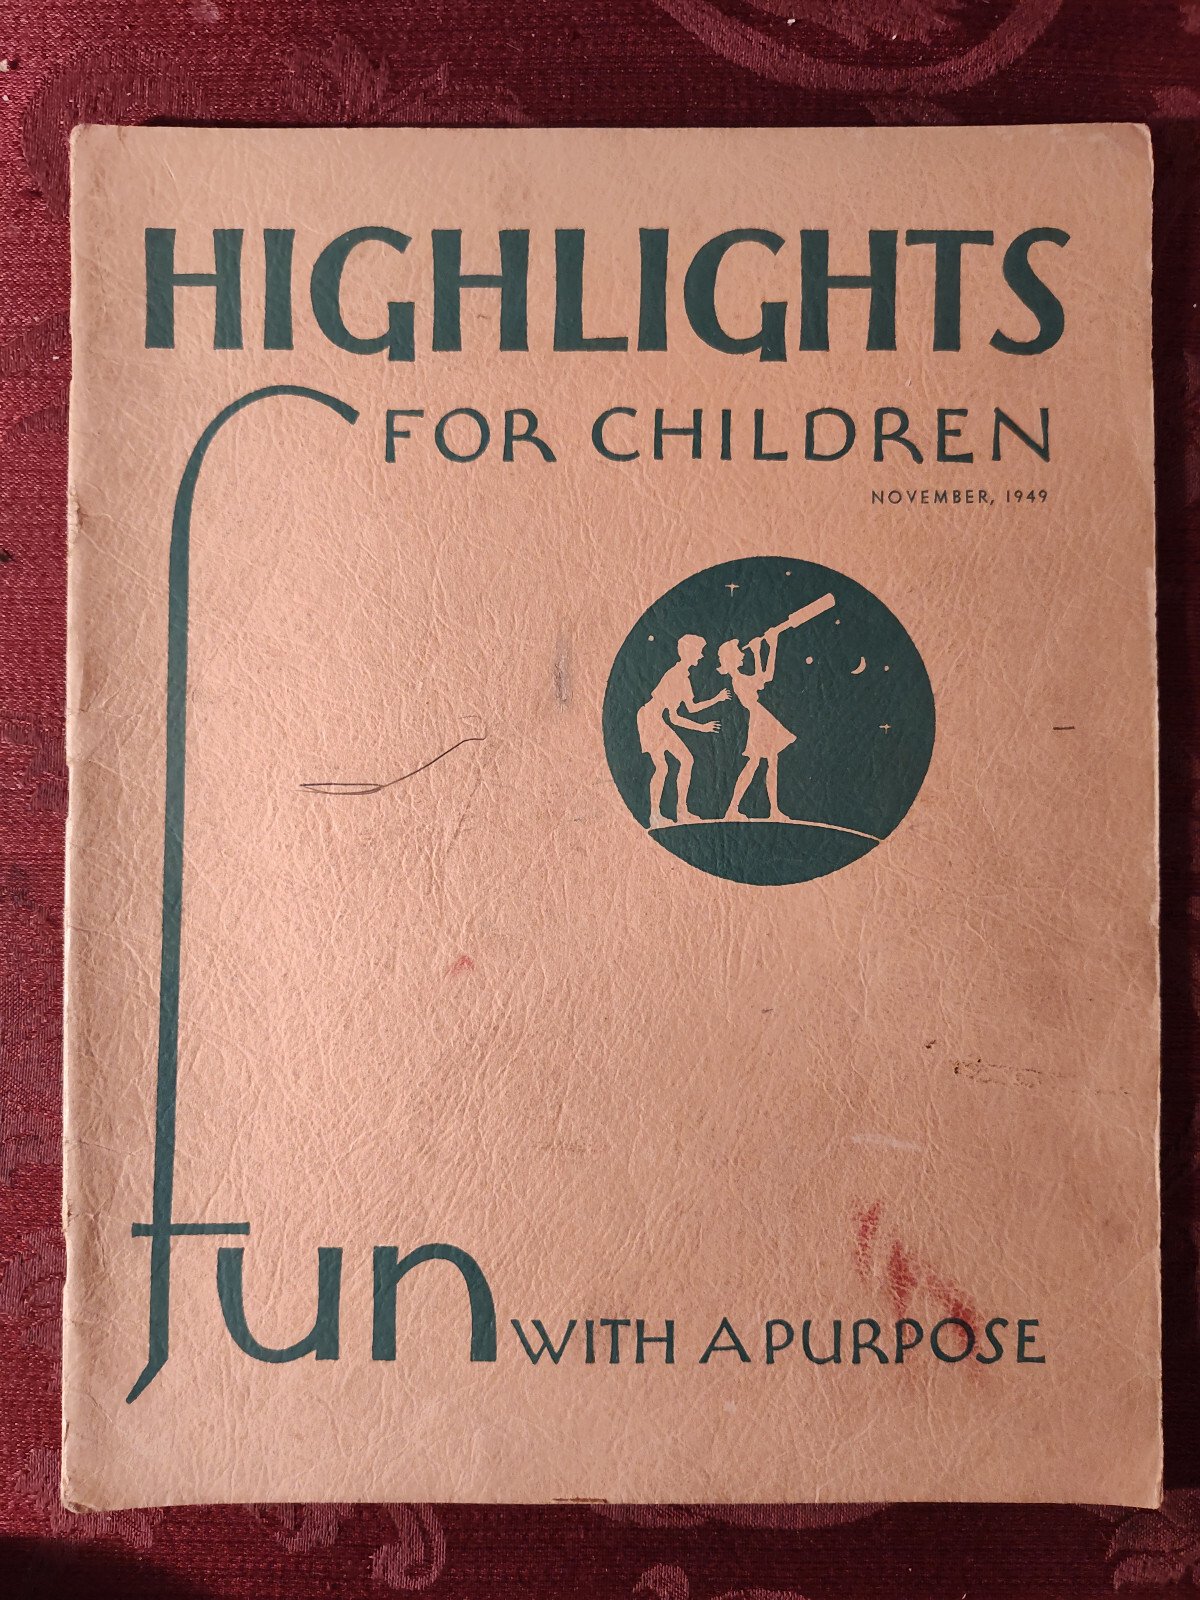 HIGHLIGHTS
FOR CHILDREN
NOVEMBER, 1949
fun WITH A PURPOSE